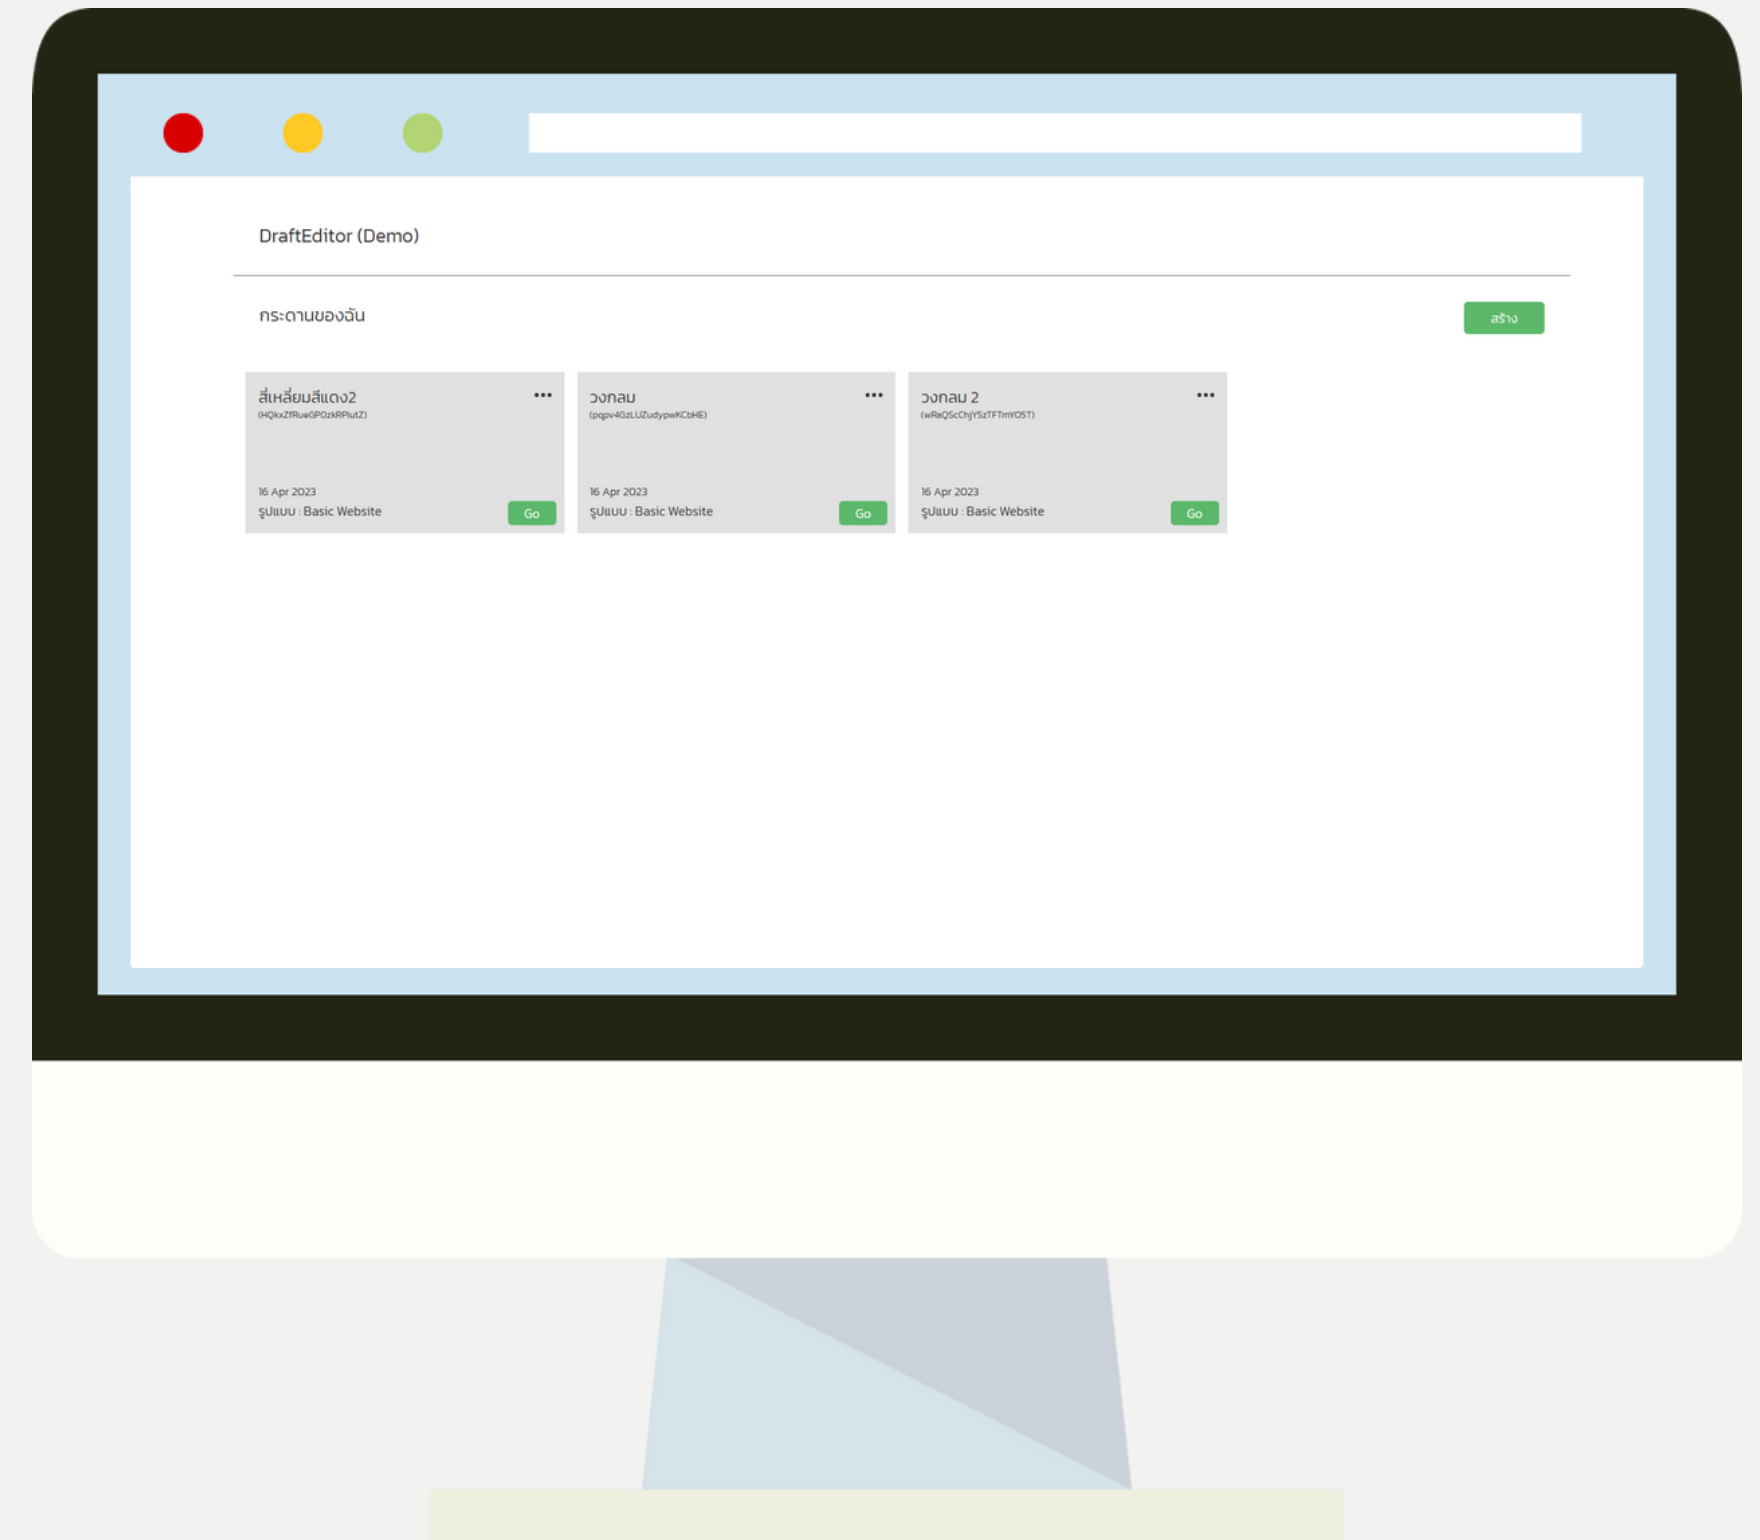 DraftEditor (Demo)
กระดานของฉัน
สร้าง
สี่เหลี่ยมสีแดง2
(HQkxZfRueGPOzkRPlutZ)
16 Apr 2023
รูปแบบ : Basic Website
Go
วงกลม
(pqpv4GzLUZudypwKCbHE)
16 Apr 2023
รูปแบบ : Basic Website
Go
วงกลม 2
(wRaQScChjYSzTFTmYO5T)
16 Apr 2023
รูปแบบ : Basic Website
Go